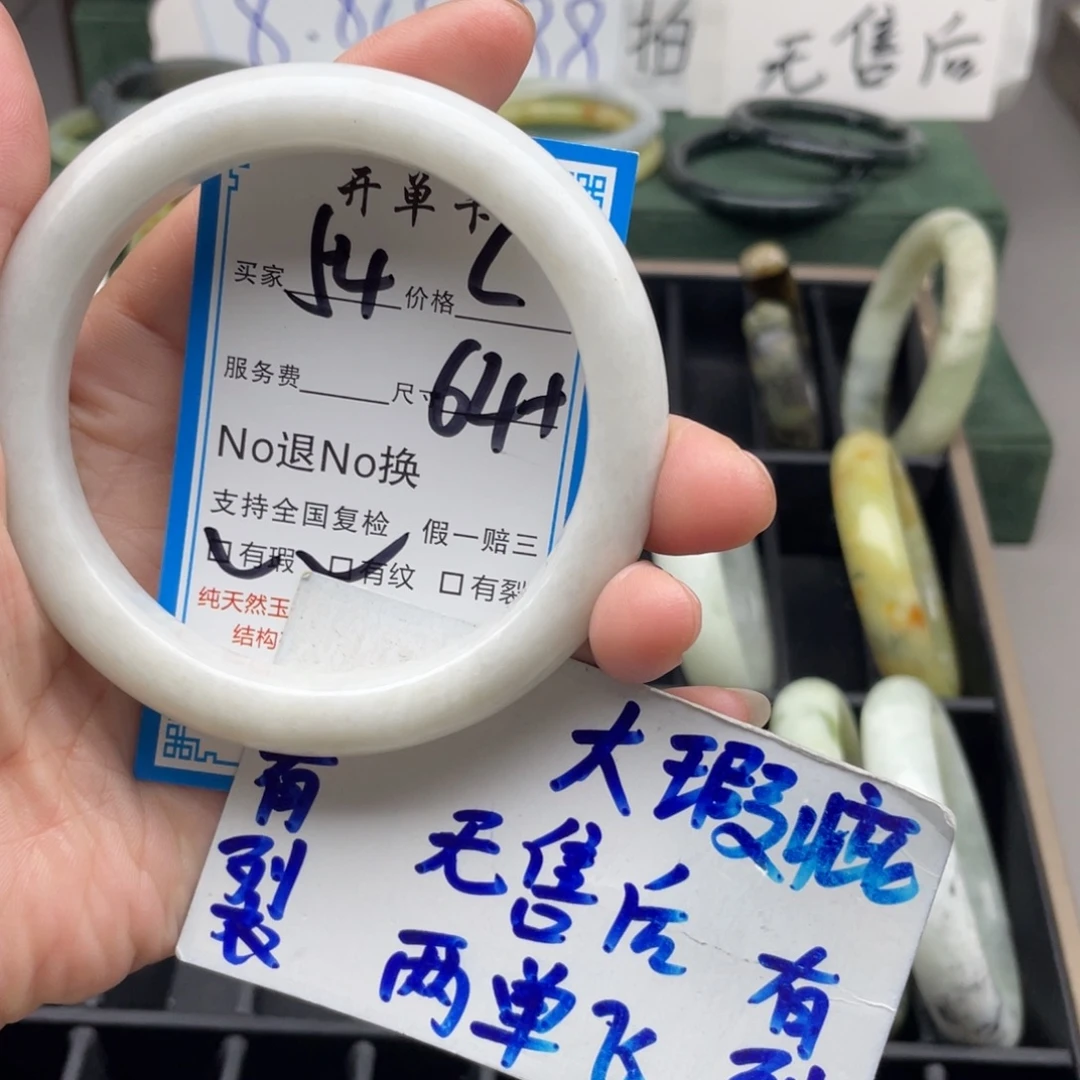 拍
无售后
开单卡
买家 54 价格
服务费 尺寸 64+
No退No换
支持全国复检 假一赔三
口有瑕 口有纹 口有裂
纯天然玉
结构
有裂
大瑕疵
无售后
两单飞
有